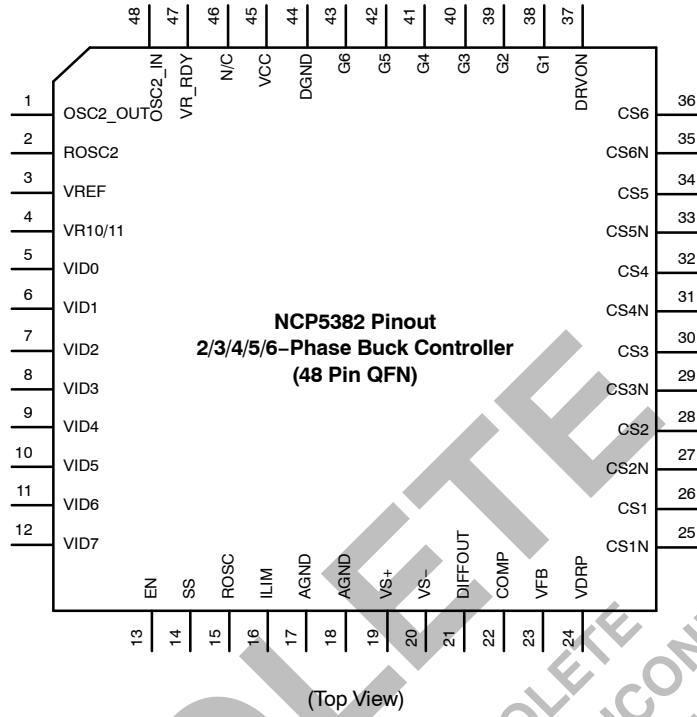 48 47 46 45 44 43 42 41 40 39 38 37
OSC2_IN VR_RDY N/C VCC DGND G6 G5 G4 G3 G2 G1 DRVON
1 OSC2_OUT
2 ROSC2
3 VREF
4 VR10/11
5 VID0
6 VID1
7 VID2
8 VID3
9 VID4
10 VID5
11 VID6
12 VID7
NCP5382 Pinout
2/3/4/5/6−Phase Buck Controller
(48 Pin QFN)
CS6 36
CS6N 35
CS5 34
CS5N 33
CS4 32
CS4N 31
CS3 30
CS3N 29
CS2 28
CS2N 27
CS1 26
CS1N 25
EN SS ROSC ILIM AGND AGND VS+ VS− DIFFOUT COMP VFB VDRP
13 14 15 16 17 18 19 20 21 22 23 24
(Top View)